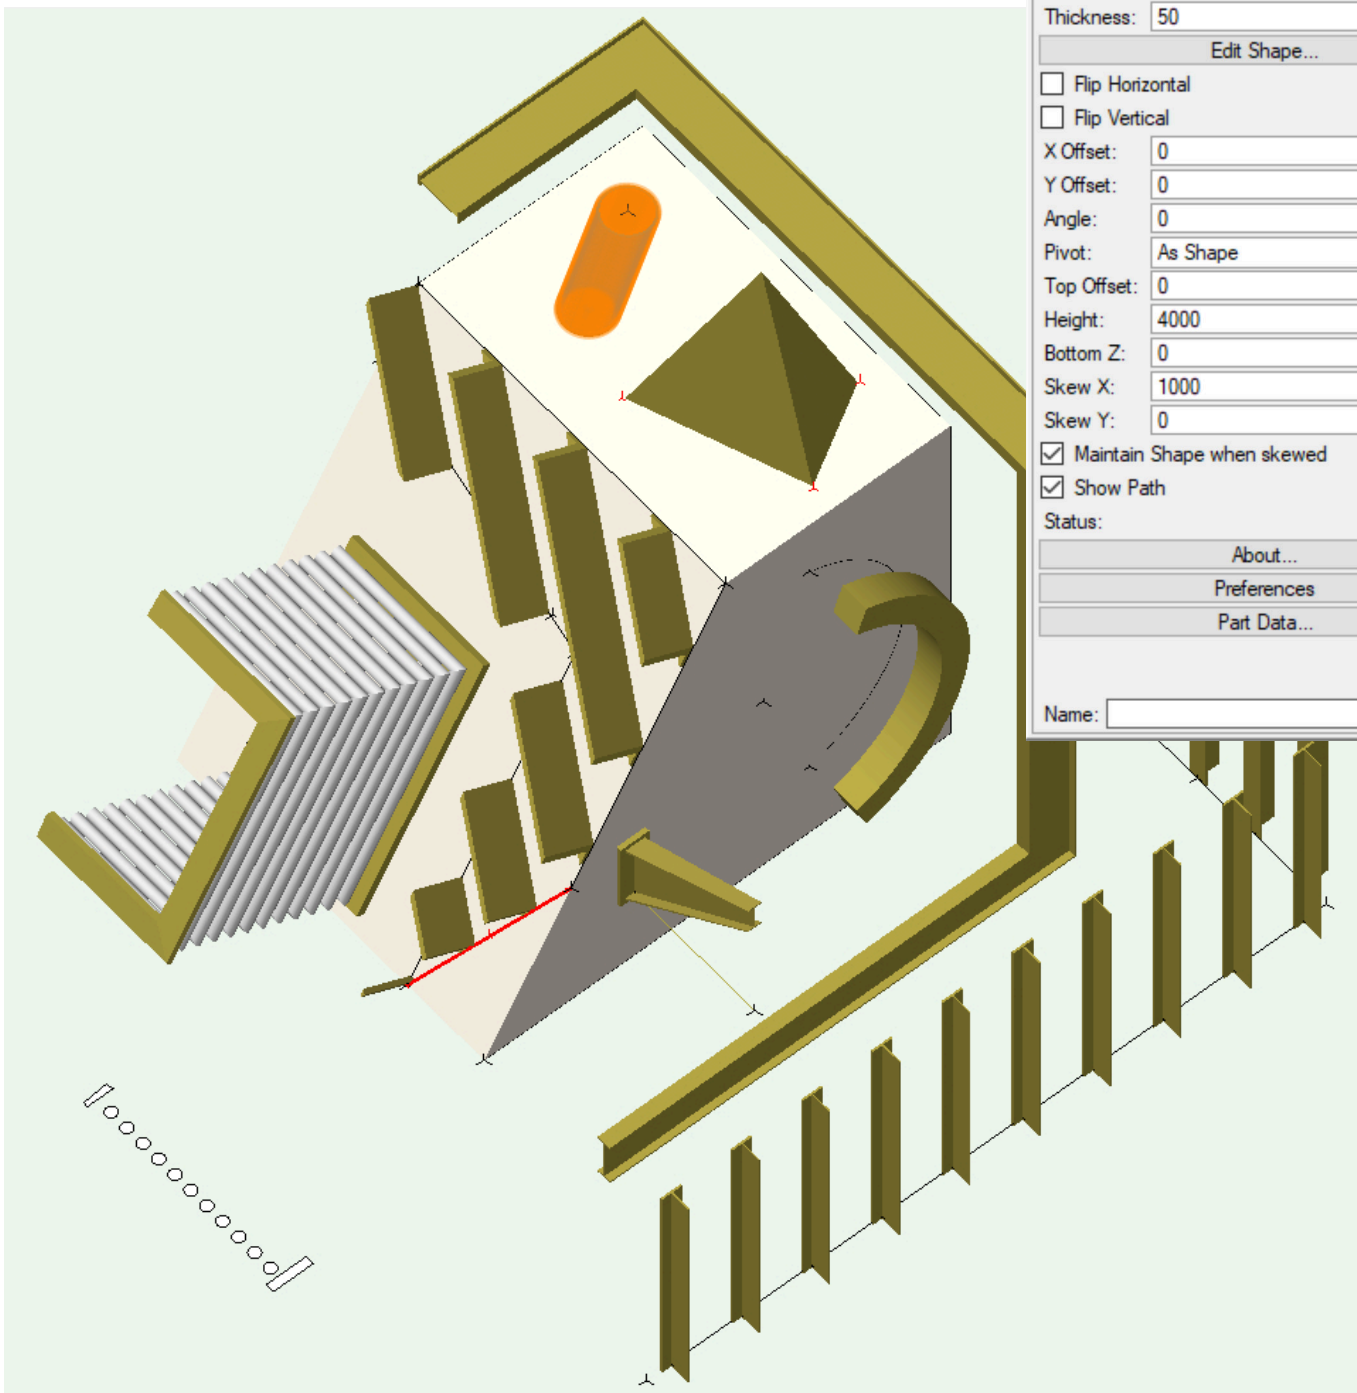 Thickness: 50
Edit Shape...
Flip Horizontal
Flip Vertical
X Offset: 0
Y Offset: 0
Angle: 0
Pivot: As Shape
Top Offset: 0
Height: 4000
Bottom Z: 0
Skew X: 1000
Skew Y: 0
Maintain Shape when skewed
Show Path
Status:
About...
Preferences
Part Data...
Name: